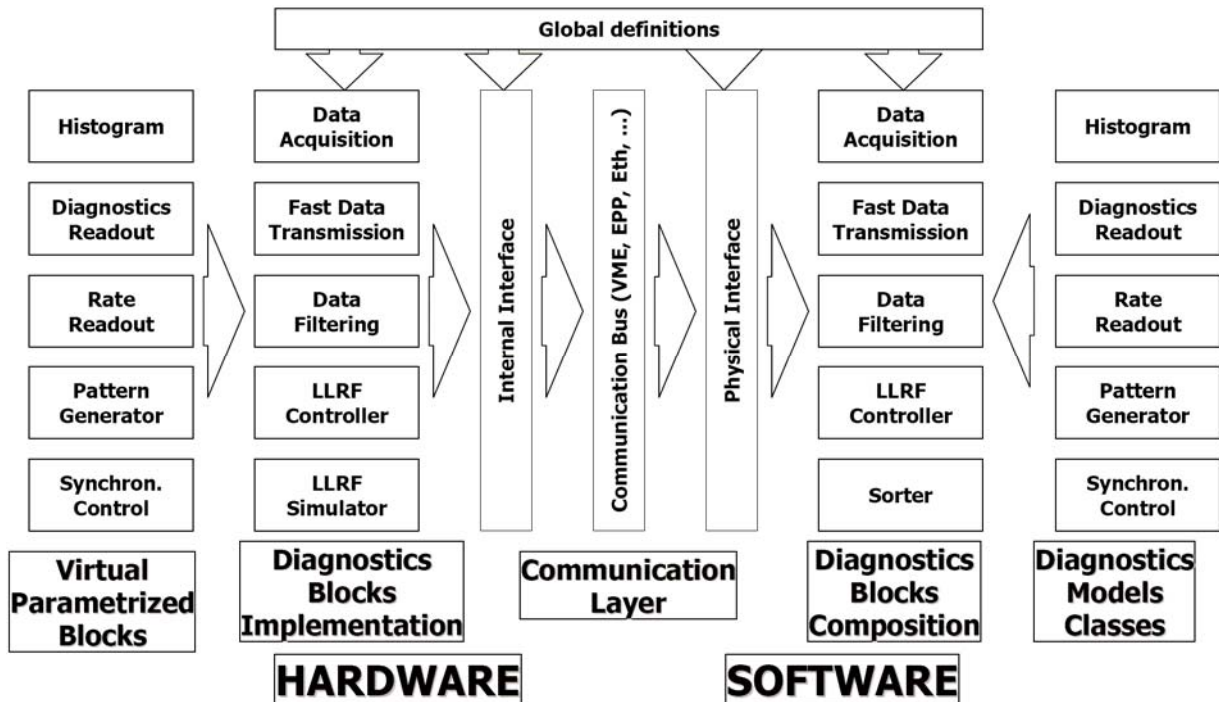 Global definitions
Histogram
Diagnostics
Readout
Rate
Readout
Pattern
Generator
Synchron.
Control
Virtual
Parametrized
Blocks
Data
Acquisition
Fast Data
Transmission
Data
Filtering
LLRF
Controller
LLRF
Simulator
Diagnostics
Blocks
Implementation
Internal Interface
Communication Bus (VME, EPP, Eth, ...)
Physical Interface
Communication
Layer
Data
Acquisition
Fast Data
Transmission
Data
Filtering
LLRF
Controller
Sorter
Diagnostics
Blocks
Composition
Histogram
Diagnostics
Readout
Rate
Readout
Pattern
Generator
Synchron.
Control
Diagnostics
Models
Classes
HARDWARE
SOFTWARE